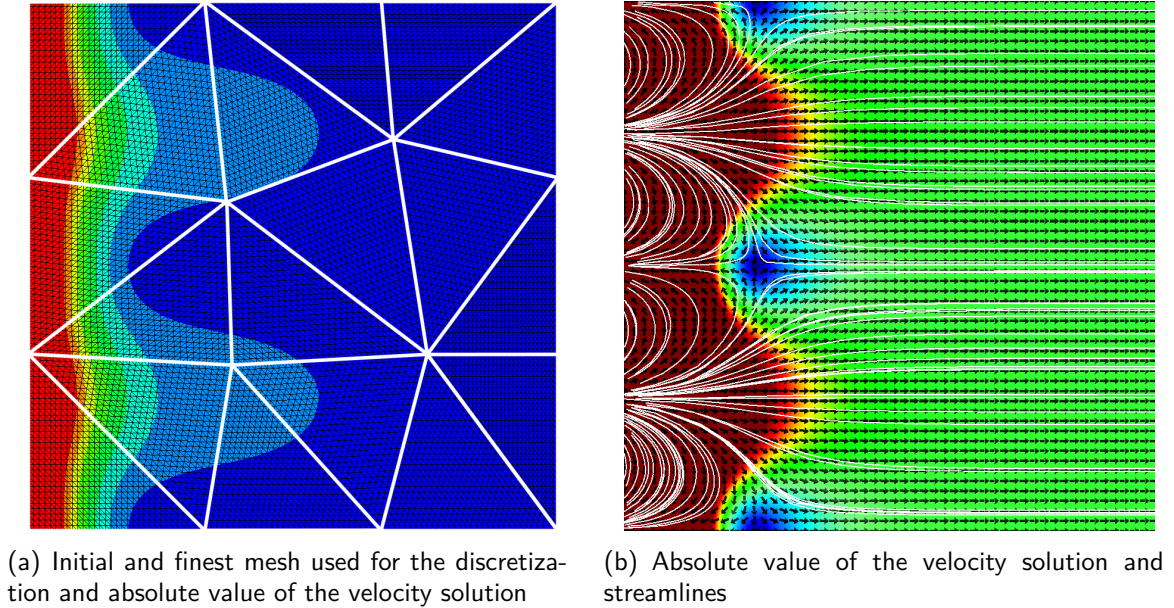 (a) Initial and finest mesh used for the discretiza-
tion and absolute value of the velocity solution
(b) Absolute value of the velocity solution and
streamlines